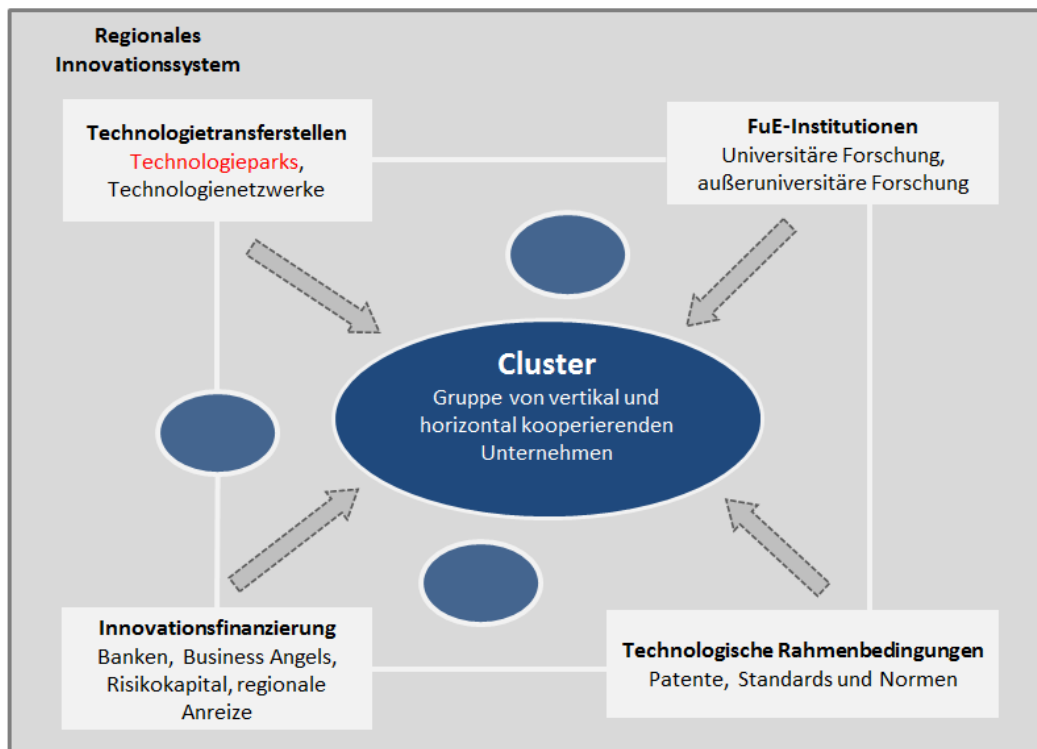 Regionales
Innovationssystem
Technologietransferstellen
Technologieparks,
Technologienetzwerke
FuE-Institutionen
Universitäre Forschung,
außeruniversitäre Forschung
Cluster
Gruppe von vertikal und
horizontal kooperierenden
Unternehmen
Innovationsfinanzierung
Banken, Business Angels,
Risikokapital, regionale
Anreize
Technologische Rahmenbedingungen
Patente, Standards und Normen